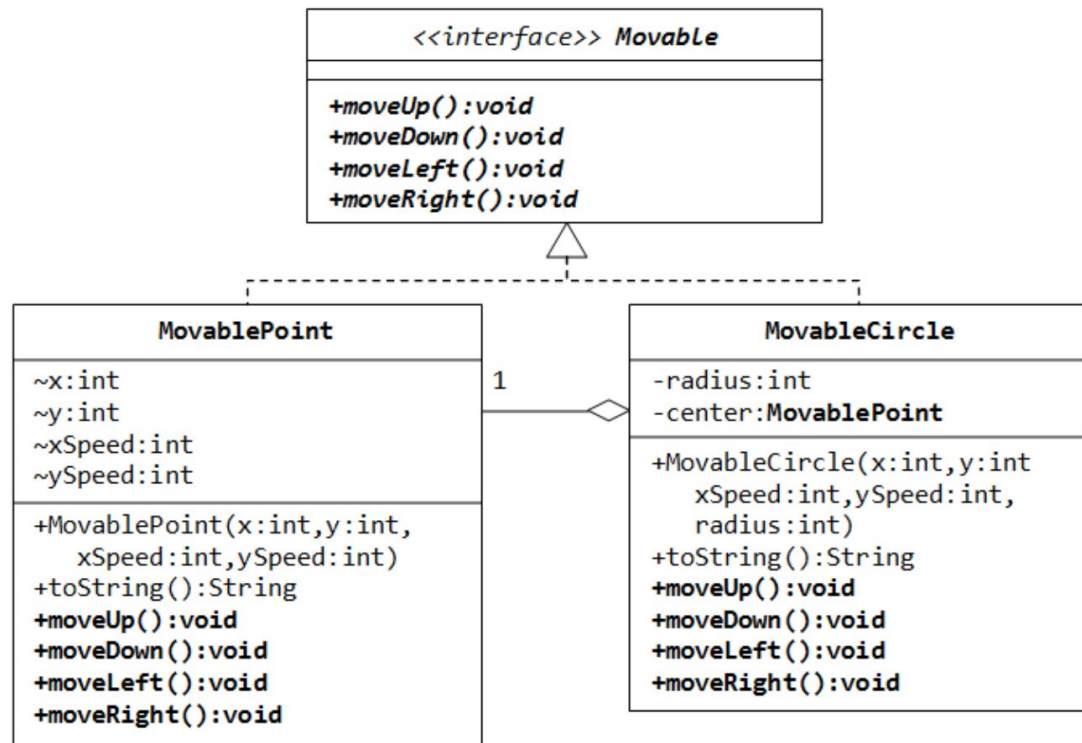 <<interface>> Movable
+moveUp():void
+moveDown():void
+moveLeft():void
+moveRight():void
MovablePoint
~x:int
~y:int
~xSpeed:int
~ySpeed:int
+MovablePoint(x:int,y:int,
xSpeed:int,ySpeed:int)
+toString():String
+moveUp():void
+moveDown():void
+moveLeft():void
+moveRight():void
1
MovableCircle
-radius:int
-center:MovablePoint
+MovableCircle(x:int,y:int
xSpeed:int,ySpeed:int,
radius:int)
+toString():String
+moveUp():void
+moveDown():void
+moveLeft():void
+moveRight():void